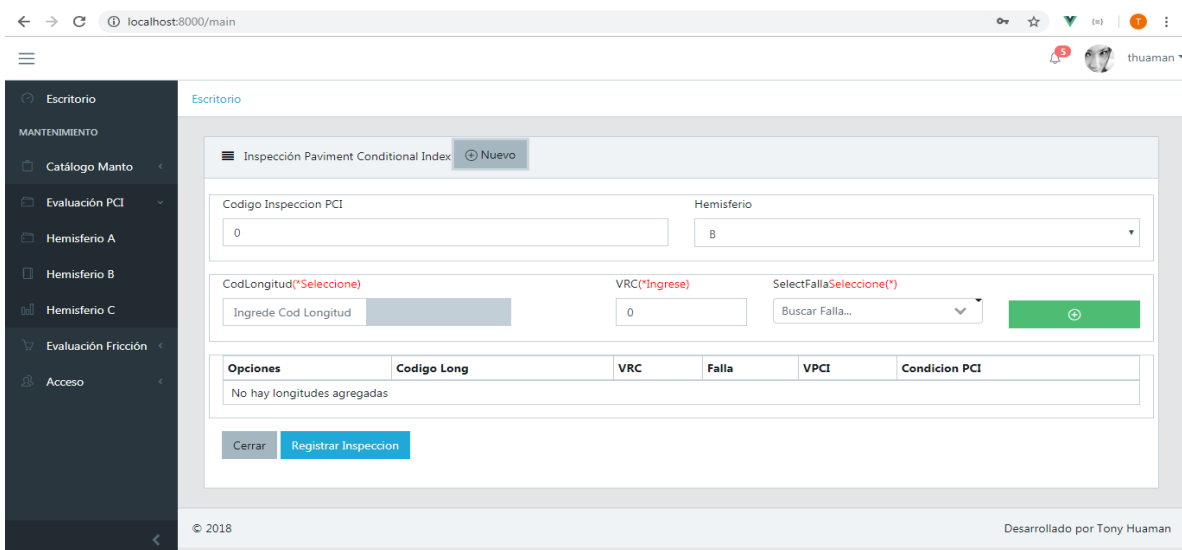 localhost:8000/main
T
5
thuaman
Escritorio
Escritorio
MANTENIMIENTO
Catálogo Manto
Evaluación PCI
Hemisferio A
Hemisferio B
Hemisferio C
Evaluación Fricción
Acceso
Inspección Paviment Conditional Index
Nuevo
Codigo Inspeccion PCI
Hemisferio
0
B
CodLongitud(*Seleccione)
VRC(*Ingrese)
SelectFallaSeleccione(*)
Ingrede Cod Longitud
0
Buscar Falla...
Opciones Codigo Long VRC Falla VPCI Condicion PCI
No hay longitudes agregadas
Cerrar
Registrar Inspeccion
© 2018
Desarrollado por Tony Huaman